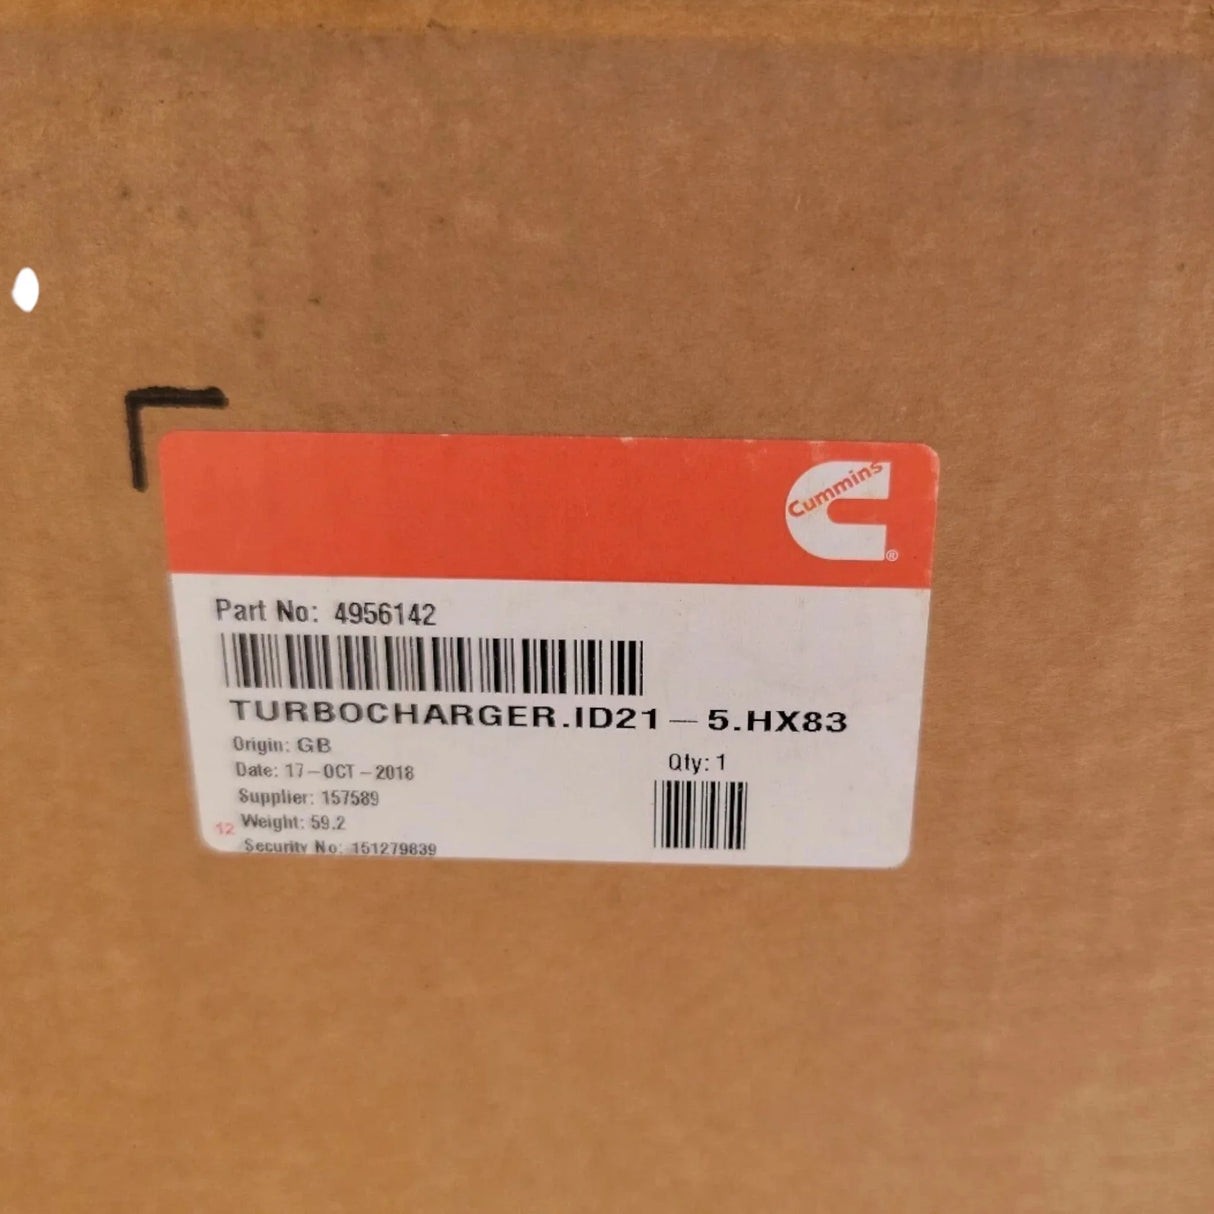 Cummins
®
Part No: 4956142
TURBOCHARGER.ID21 - 5.HX83
Origin: GB
Qty: 1
Date: 17-OCT-2018
Supplier: 157589
Weight: 59.2
12
Security No: 151279839